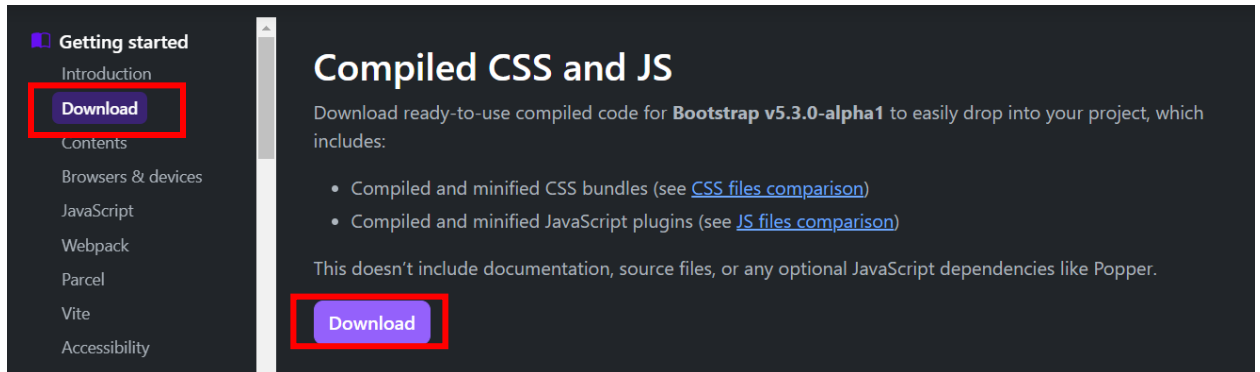 Getting started
Introduction
Download
Contents
Browsers & devices
JavaScript
Webpack
Parcel
Vite
Accessibility
Compiled CSS and JS
Download ready-to-use compiled code for Bootstrap v5.3.0-alpha1 to easily drop into your project, which
includes:
• Compiled and minified CSS bundles (see CSS files comparison)
• Compiled and minified JavaScript plugins (see JS files comparison)
This doesn’t include documentation, source files, or any optional JavaScript dependencies like Popper.
Download